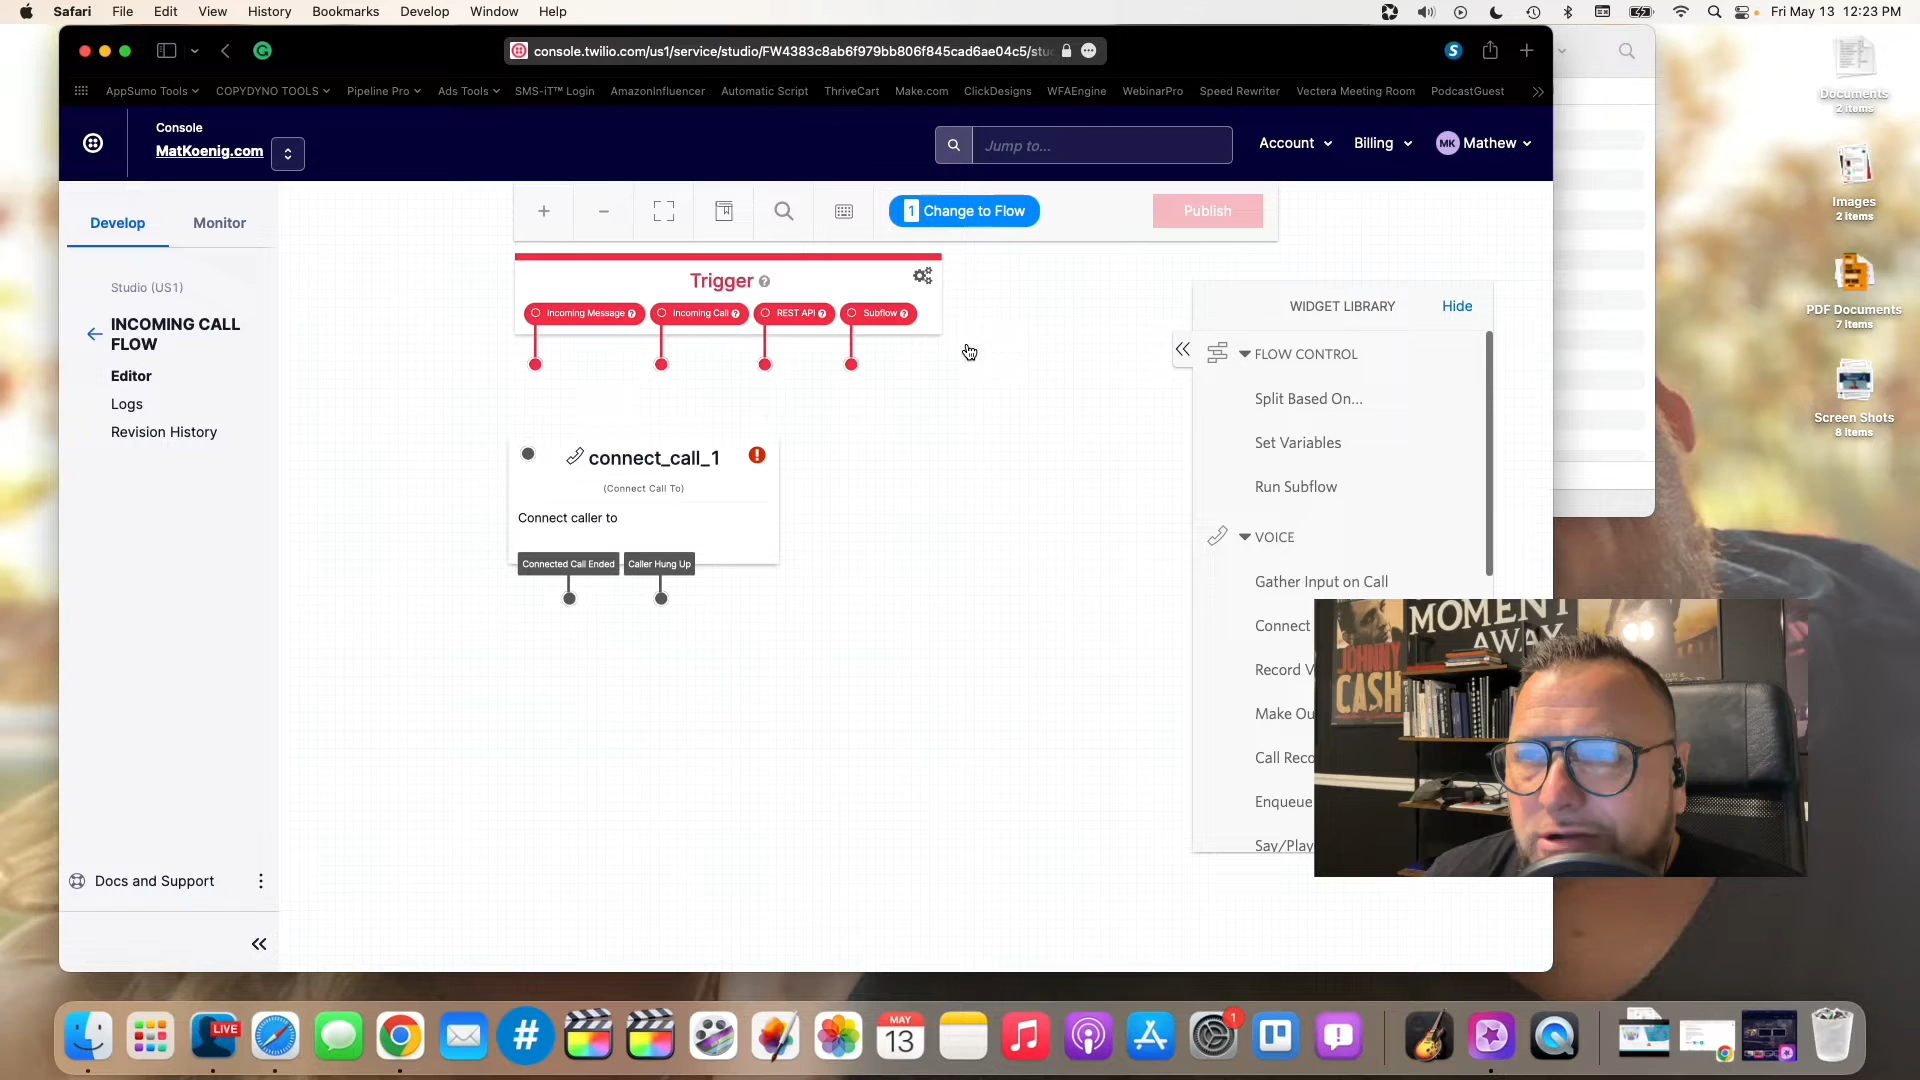 Safari File Edit View History Bookmarks Develop Window Help
Fri May 13 12:23 PM
console.twilio.com/us1/service/studio/FW4383c8ab6f979bb806f845cad6ae04c5/stu
AppSumo Tools COPYDYNO TOOLS Pipeline Pro Ads Tools SMS-iT™ Login AmazonInfluencer Automatic Script ThriveCart Make.com ClickDesigns WFAEngine WebinarPro Speed Rewriter Vectera Meeting Room PodcastGuest
Console
MatKoenig.com
Jump to...
Account
Billing
MK Mathew
Develop
Monitor
Studio (US1)
INCOMING CALL
FLOW
Editor
Logs
Revision History
Docs and Support
1 Change to Flow
Publish
Trigger
Incoming Message
Incoming Call
REST API
Subflow
connect_call_1
(Connect Call To)
Connect caller to
Connected Call Ended
Caller Hung Up
WIDGET LIBRARY
Hide
FLOW CONTROL
Split Based On...
Set Variables
Run Subflow
VOICE
Gather Input on Call
Connect
Record V
Make Ou
Call Reco
Enqueue
Say/Play
MOMENT
AWAY
JOHNNY
CASH
Documents
2 items
Images
2 items
PDF Documents
7 items
Screen Shots
8 items
LIVE
MAY
13
1